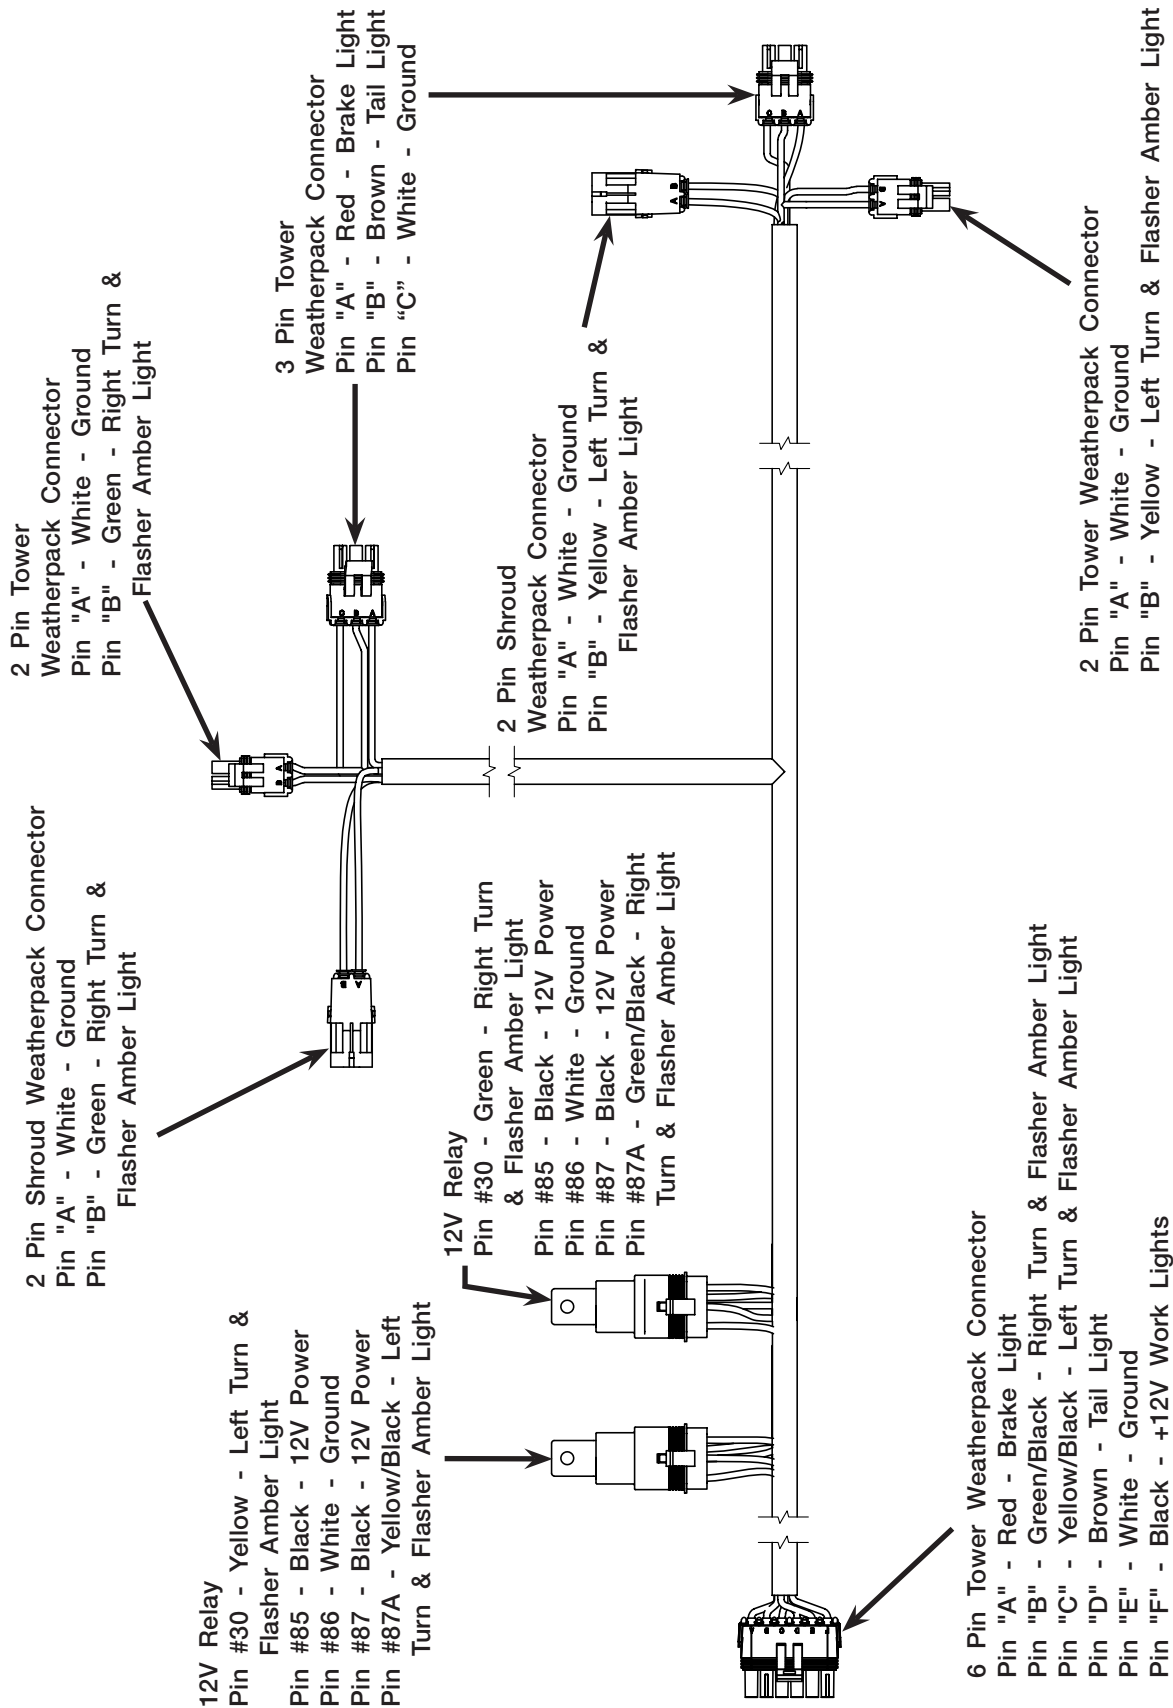 2 Pin Shroud Weatherpack Connector
Pin "A" - White - Ground
Pin "B" - Green - Right Turn &
Flasher Amber Light
2 Pin Tower
Weatherpack Connector
Pin "A" - White - Ground
Pin "B" - Green - Right Turn &
Flasher Amber Light
12V Relay
Pin #30 - Yellow - Left Turn &
Flasher Amber Light
Pin #85 - Black - 12V Power
Pin #86 - White - Ground
Pin #87 - Black - 12V Power
Pin #87A - Yellow/Black - Left
Turn & Flasher Amber Light
3 Pin Tower
Weatherpack Connector
Pin "A" - Red - Brake Light
Pin "B" - Brown - Tail Light
Pin “C” - White - Ground
12V Relay
Pin #30 - Green - Right Turn
& Flasher Amber Light
Pin #85 - Black - 12V Power
Pin #86 - White - Ground
Pin #87 - Black - 12V Power
Pin #87A - Green/Black - Right
Turn & Flasher Amber Light
2 Pin Shroud
Weatherpack Connector
Pin "A" - White - Ground
Pin "B" - Yellow - Left Turn &
Flasher Amber Light
6 Pin Tower Weatherpack Connector
Pin "A" - Red - Brake Light
Pin "B" - Green/Black - Right Turn & Flasher Amber Light
Pin "C" - Yellow/Black - Left Turn & Flasher Amber Light
Pin "D" - Brown - Tail Light
Pin "E" - White - Ground
Pin "F" - Black - +12V Work Lights
2 Pin Tower Weatherpack Connector
Pin "A" - White - Ground
Pin "B" - Yellow - Left Turn & Flasher Amber Light